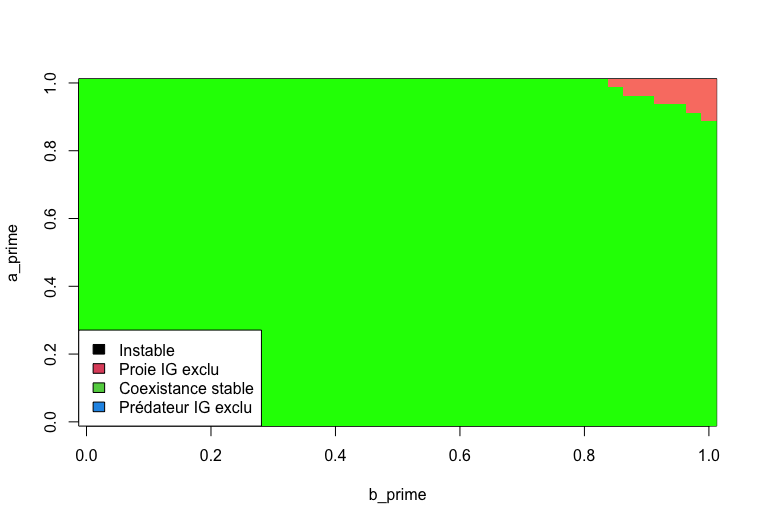 a_prime
1.0
0.8
0.6
0.4
0.2
0.0
Instable
Proie IG exclu
Coexistance stable
Prédateur IG exclu
0.0 0.2 0.4 0.6 0.8 1.0
b_prime